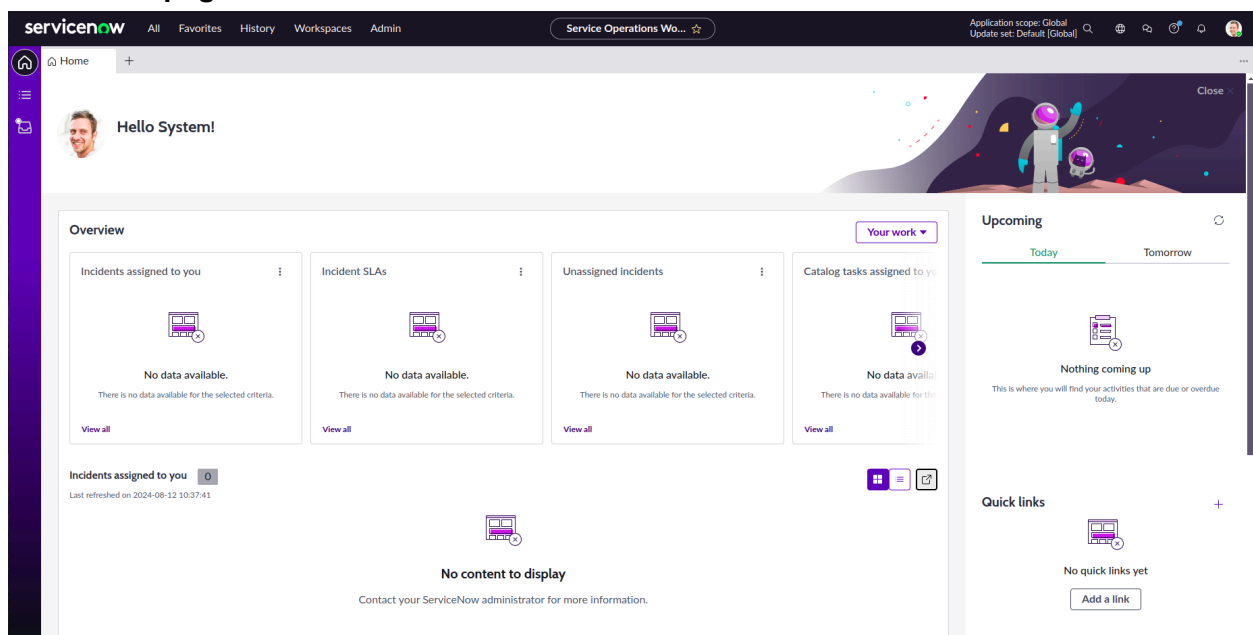 servicenow All Favorites History Workspaces Admin Service Operations Wo... Application scope: Global
Update set: Default [Global]
Home
Close
Hello System!
Overview
Your work
Incidents assigned to you
No data available.
There is no data available for the selected criteria.
View all
Incident SLAs
No data available.
There is no data available for the selected criteria.
View all
Unassigned incidents
No data available.
There is no data available for the selected criteria.
View all
Catalog tasks assigned to yo
No data availa
There is no data available for the
View all
Incidents assigned to you 0
Last refreshed on 2024-08-12 10:37:41
No content to display
Contact your ServiceNow administrator for more information.
Upcoming
Today Tomorrow
Nothing coming up
This is where you will find your activities that are due or overdue
today.
Quick links
No quick links yet
Add a link